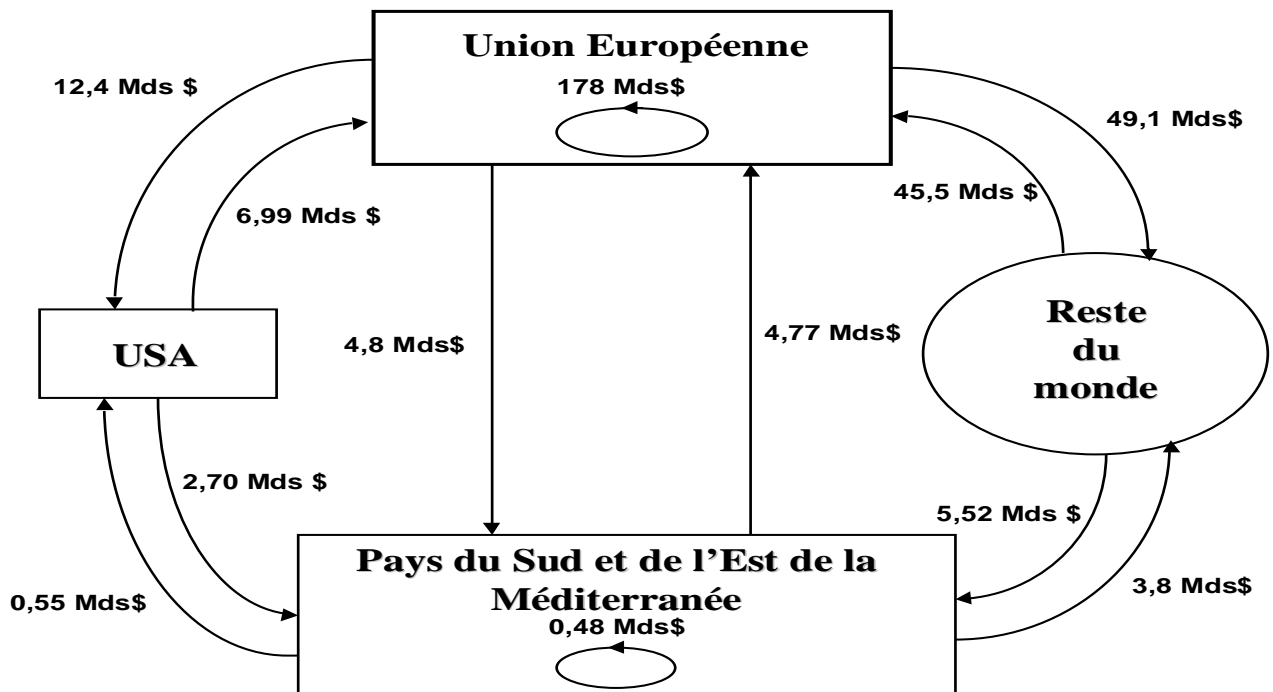 Union Européenne
12,4 Mds $
178 Mds$
49,1 Mds$
6,99 Mds $
45,5 Mds $
USA
4,8 Mds$
4,77 Mds$
Reste
du
monde
2,70 Mds $
5,52 Mds $
0,55 Mds$
Pays du Sud et de l’Est de la
Méditerranée
0,48 Mds$
3,8 Mds$